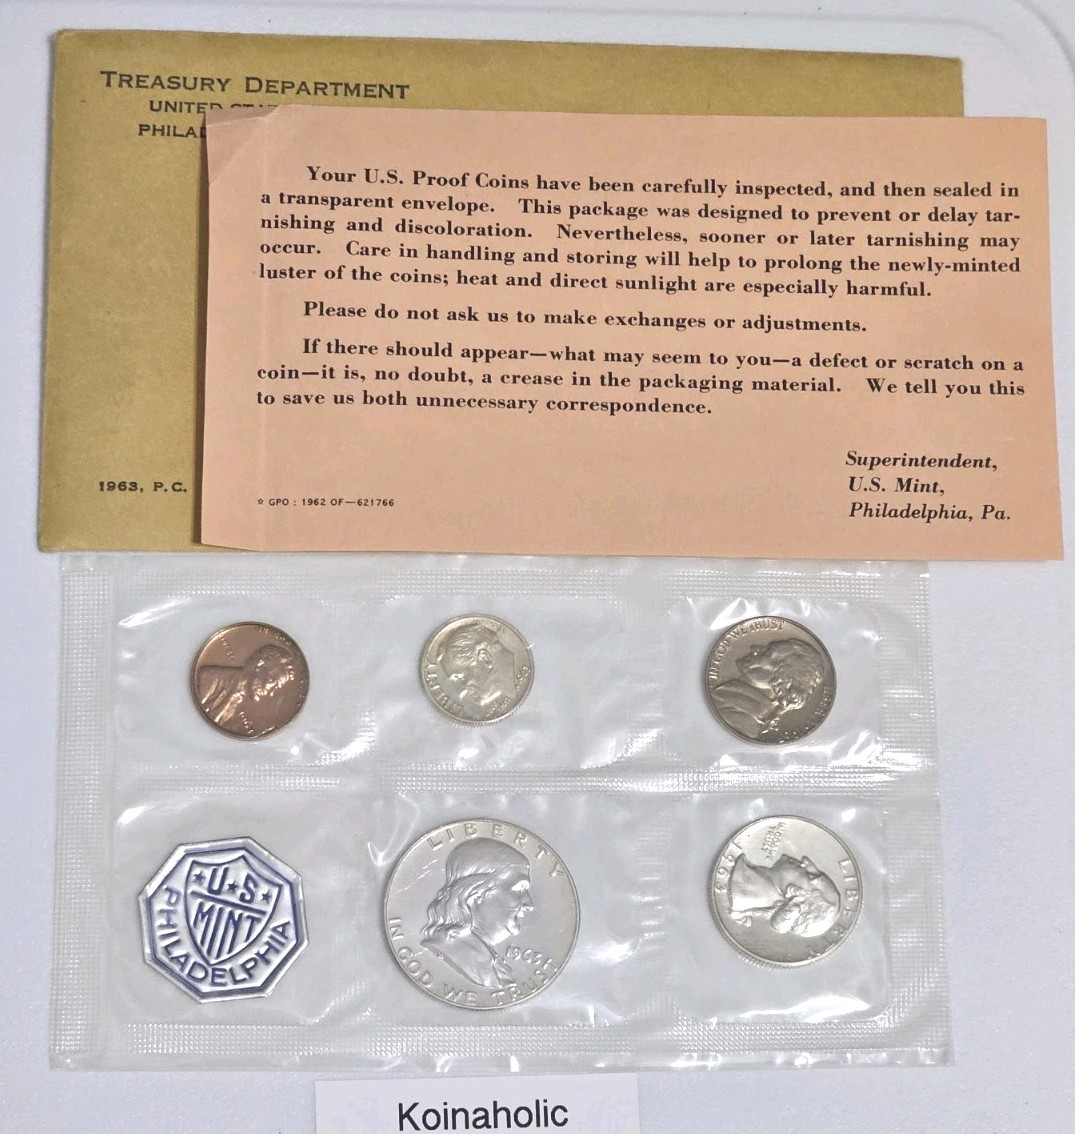 TREASURY DEPARTMENT
UNITED
1963, P.C.
Your U.S. Proof Coins have been carefully inspected, and then sealed in
a transparent envelope. This package was designed to prevent or delay tar-
nishing and discoloration. Nevertheless, sooner or later tarnishing may
occur. Care in handling and storing will help to prolong the newly-minted
luster of the coins; heat and direct sunlight are especially harmful.
Please do not ask us to make exchanges or adjustments.
If there should appear—what may seem to you—a defect or scratch on a
coin—it is, no doubt, a crease in the packaging material. We tell you this
to save us both unnecessary correspondence.
Superintendent,
U.S. Mint,
Philadelphia, Pa.
☆ GPO : 1962 OF—621766
LIBERTY
IN GOD WE TRUST
U★S
MINT
PHILADELPHIA
LIBERTY
IN GOD WE TRUST
1963
LIBERTY
1963
Koinaholic